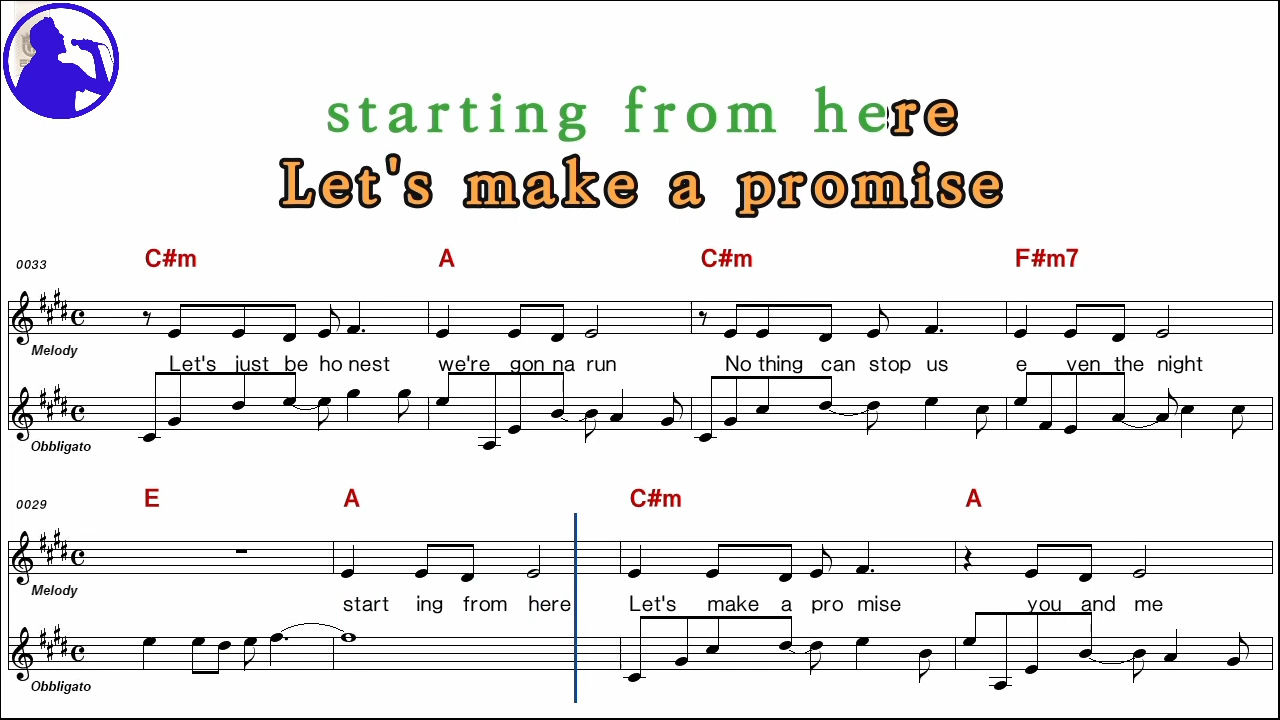 starting from here
Let's make a promise
C#m A C#m F#m7
0033
Melody
Let's just be ho nest we're gon na run No thing can stop us e ven the night
Obbligato
E A C#m A
0029
Melody
start ing from here Let's make a pro mise you and me
Obbligato